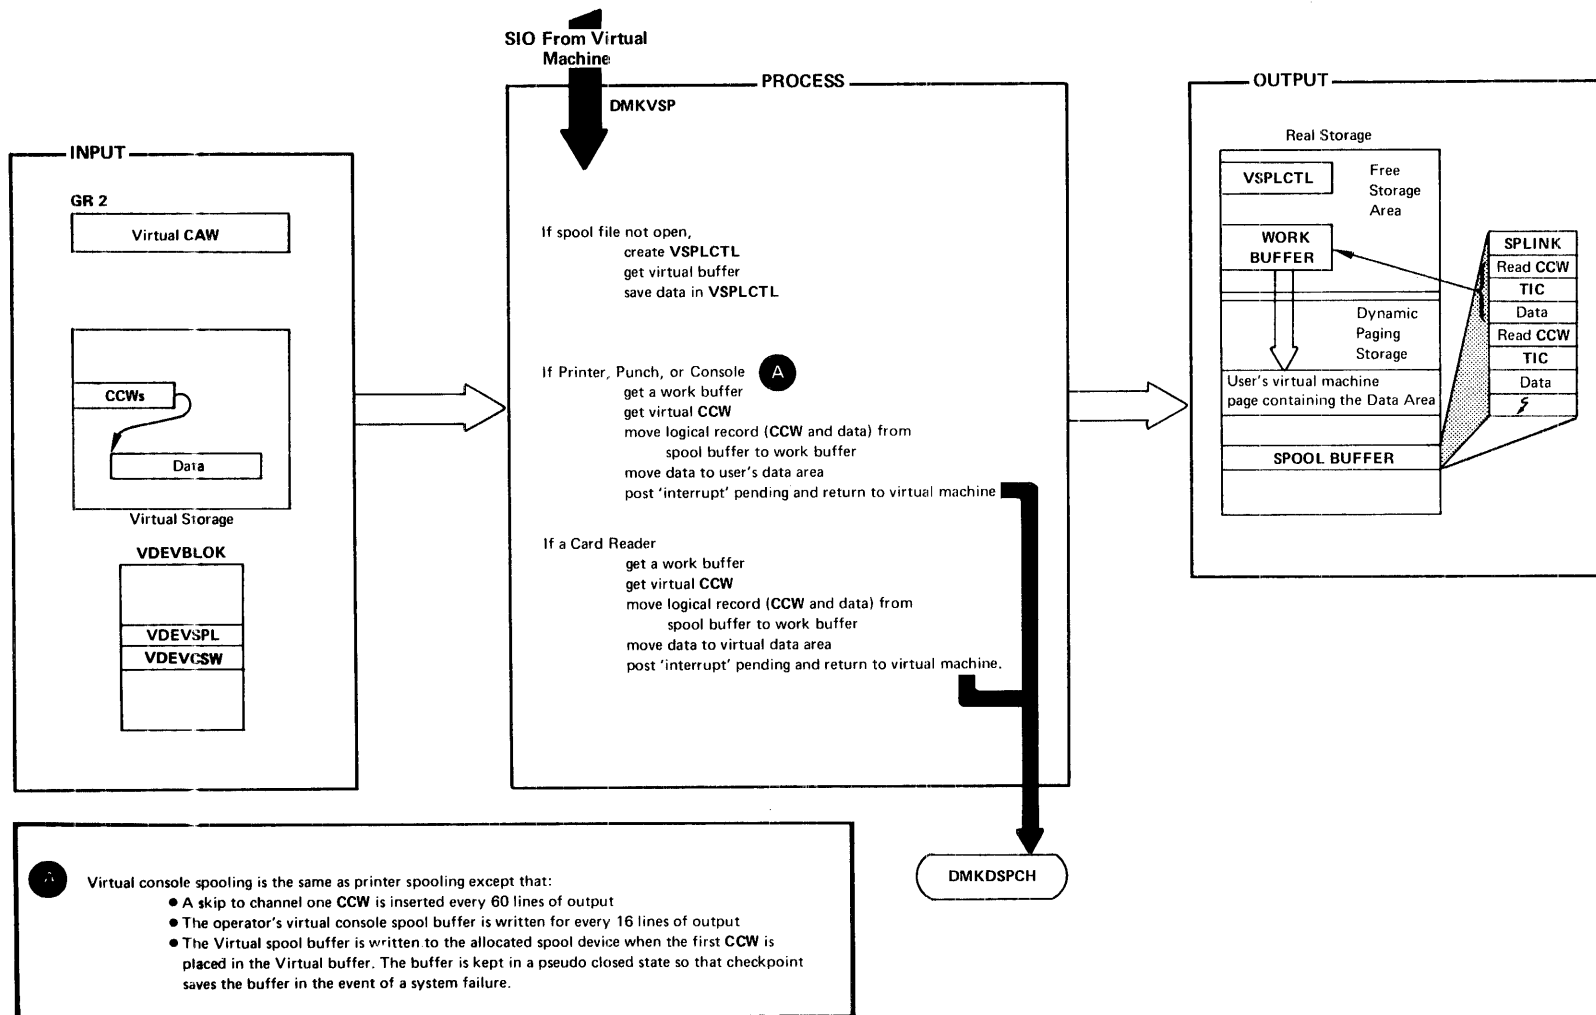 SIO From Virtual
Machine
PROCESS
DMKVSP
INPUT
GR 2
Virtual CAW
CCWs
Data
Virtual Storage
VDEVBLOK
VDEVSPL
VDEVCSW
If spool file not open,
create VSPLCTL
get virtual buffer
save data in VSPLCTL
If Printer, Punch, or Console
A
get a work buffer
get virtual CCW
move logical record (CCW and data) from
spool buffer to work buffer
move data to user's data area
post 'interrupt' pending and return to virtual machine
If a Card Reader
get a work buffer
get virtual CCW
move logical record (CCW and data) from
spool buffer to work buffer
move data to virtual data area
post 'interrupt' pending and return to virtual machine.
DMKDSPCH
OUTPUT
Real Storage
VSPLCTL
Free
Storage
Area
WORK
BUFFER
Dynamic
Paging
Storage
User's virtual machine
page containing the Data Area
SPOOL BUFFER
SPLINK
Read CCW
TIC
Data
Read CCW
TIC
Data
A
Virtual console spooling is the same as printer spooling except that:
● A skip to channel one CCW is inserted every 60 lines of output
● The operator's virtual console spool buffer is written for every 16 lines of output
● The Virtual spool buffer is written to the allocated spool device when the first CCW is
placed in the Virtual buffer. The buffer is kept in a pseudo closed state so that checkpoint
saves the buffer in the event of a system failure.